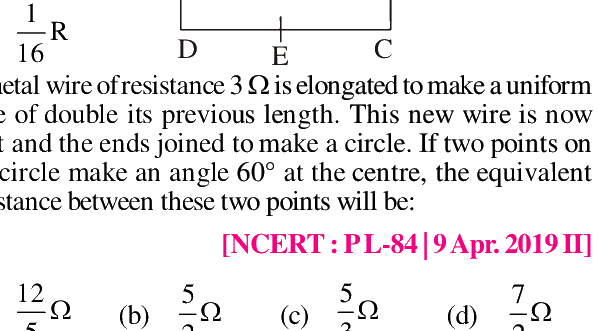 1/16 R
D E C
etal wire of resistance 3 Ω is elongated to make a uniform
e of double its previous length. This new wire is now
t and the ends joined to make a circle. If two points on
circle make an angle 60° at the centre, the equivalent
stance between these two points will be:
[NCERT : P L-84 | 9 Apr. 2019 II]
12/5 Ω (b) 5/2 Ω (c) 5/3 Ω (d) 7/2 Ω